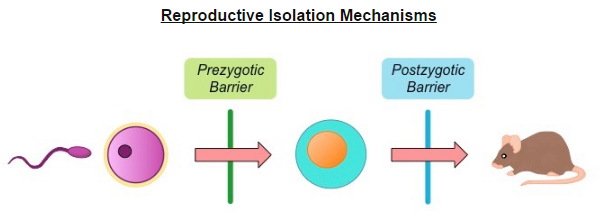 Reproductive Isolation Mechanisms
Prezygotic
Barrier
Postzygotic
Barrier